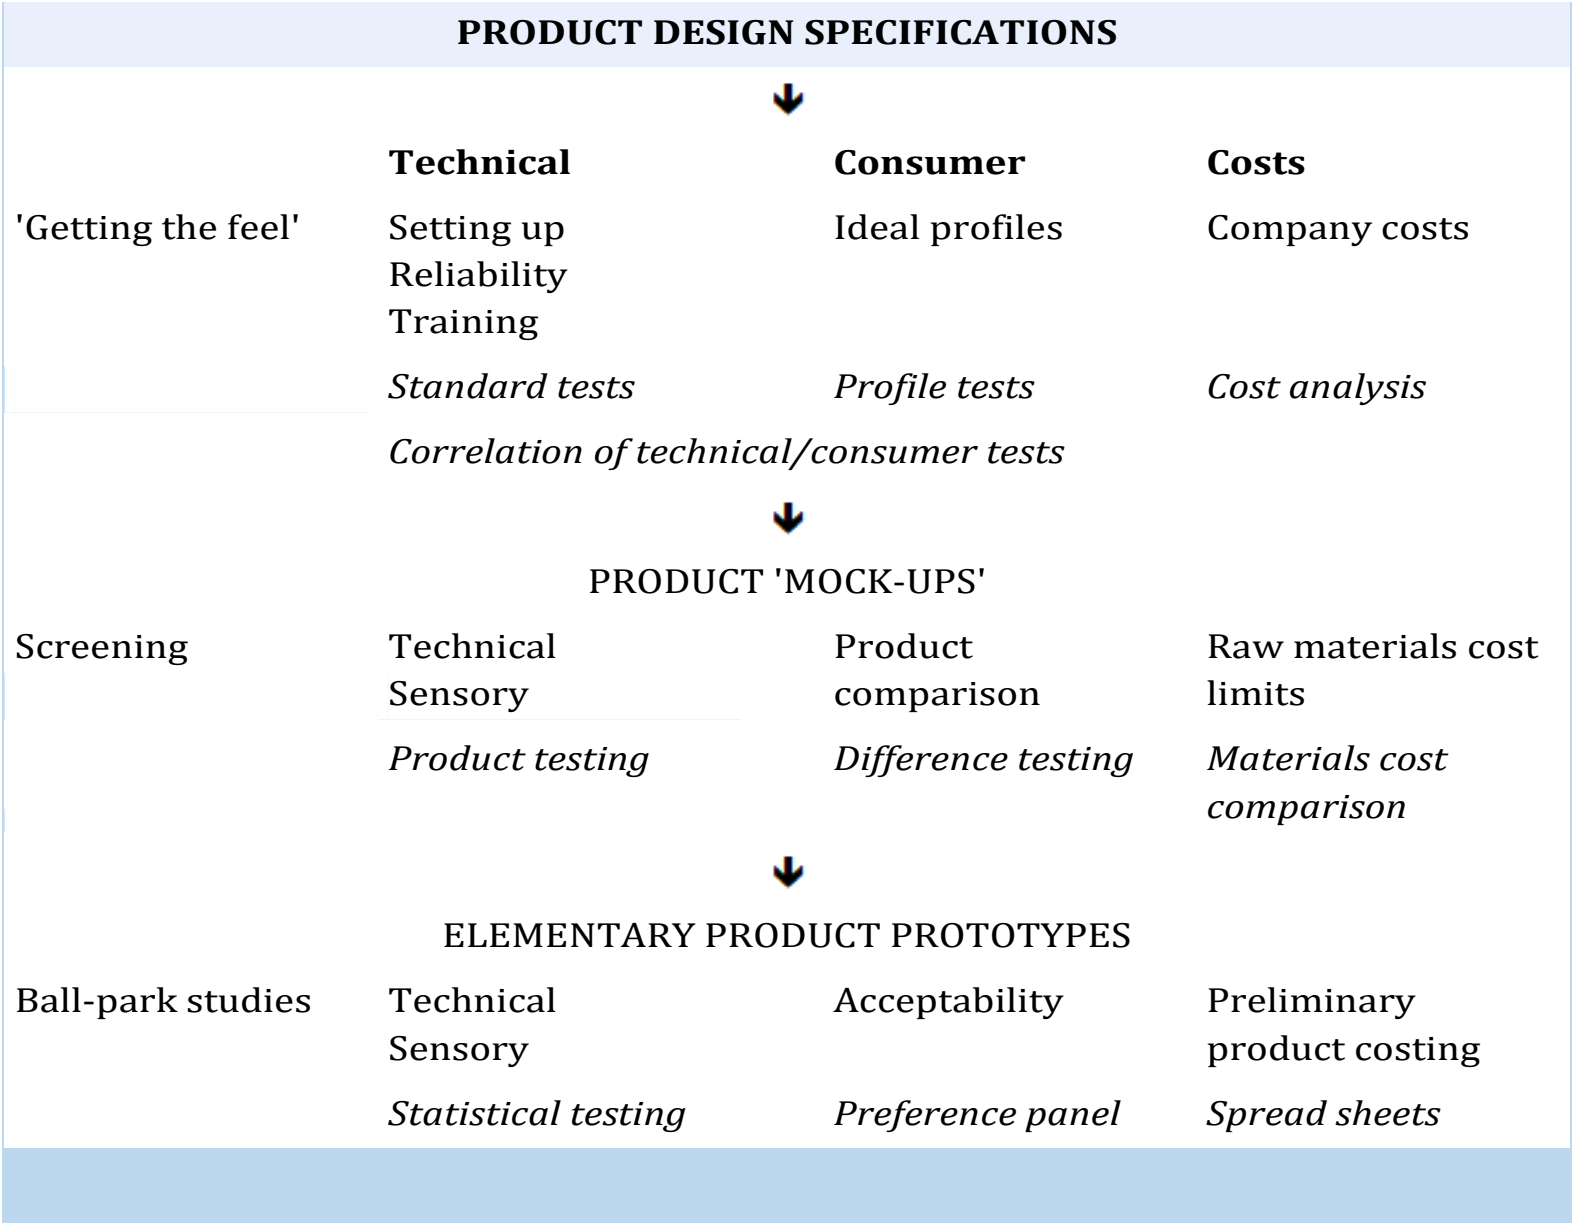 PRODUCT DESIGN SPECIFICATIONS
Technical Consumer Costs
'Getting the feel' Setting up Ideal profiles Company costs
Reliability
Training
Standard tests Profile tests Cost analysis
Correlation of technical/consumer tests
PRODUCT 'MOCK-UPS'
Screening Technical Product Raw materials cost
Sensory comparison limits
Product testing Difference testing Materials cost
comparison
ELEMENTARY PRODUCT PROTOTYPES
Ball-park studies Technical Acceptability Preliminary
Sensory product costing
Statistical testing Preference panel Spread sheets